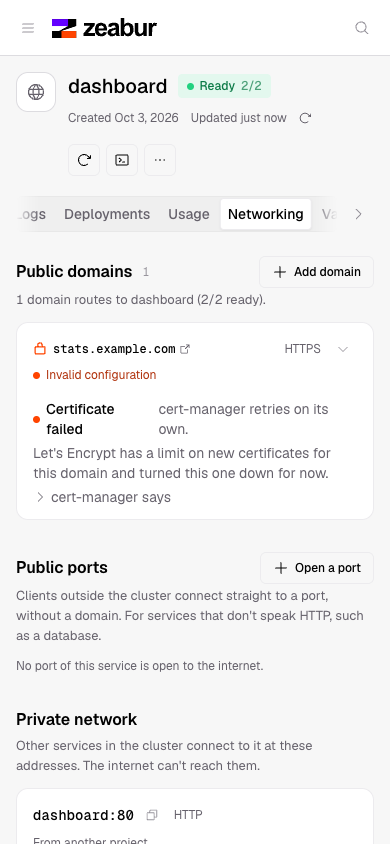 zeabur
dashboard
Ready 2/2
Created Oct 3, 2026 Updated just now
ogs Deployments Usage Networking Va
Public domains 1
Add domain
1 domain routes to dashboard (2/2 ready).
stats.example.com HTTPS
Invalid configuration
Certificate failed
cert-manager retries on its own.
Let's Encrypt has a limit on new certificates for
this domain and turned this one down for now.
cert-manager says
Public ports
Open a port
Clients outside the cluster connect straight to a port,
without a domain. For services that don't speak HTTP, such
as a database.
No port of this service is open to the internet.
Private network
Other services in the cluster connect to it at these
addresses. The internet can't reach them.
dashboard:80 HTTP
From another project